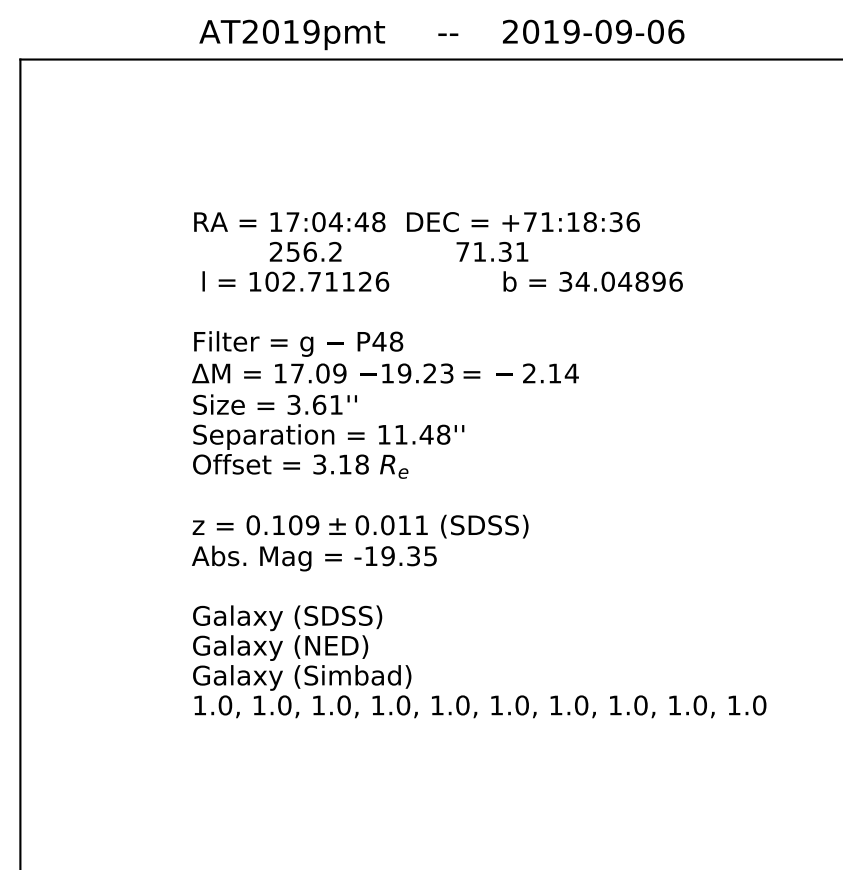 AT2019pmt -- 2019-09-06
RA = 17:04:48 DEC = +71:18:36
256.2 71.31
l = 102.71126 b = 34.04896
Filter = g − P48
ΔM = 17.09 −19.23 = − 2.14
Size = 3.61''
Separation = 11.48''
Offset = 3.18 Rₑ
z = 0.109 ± 0.011 (SDSS)
Abs. Mag = -19.35
Galaxy (SDSS)
Galaxy (NED)
Galaxy (Simbad)
1.0, 1.0, 1.0, 1.0, 1.0, 1.0, 1.0, 1.0, 1.0, 1.0